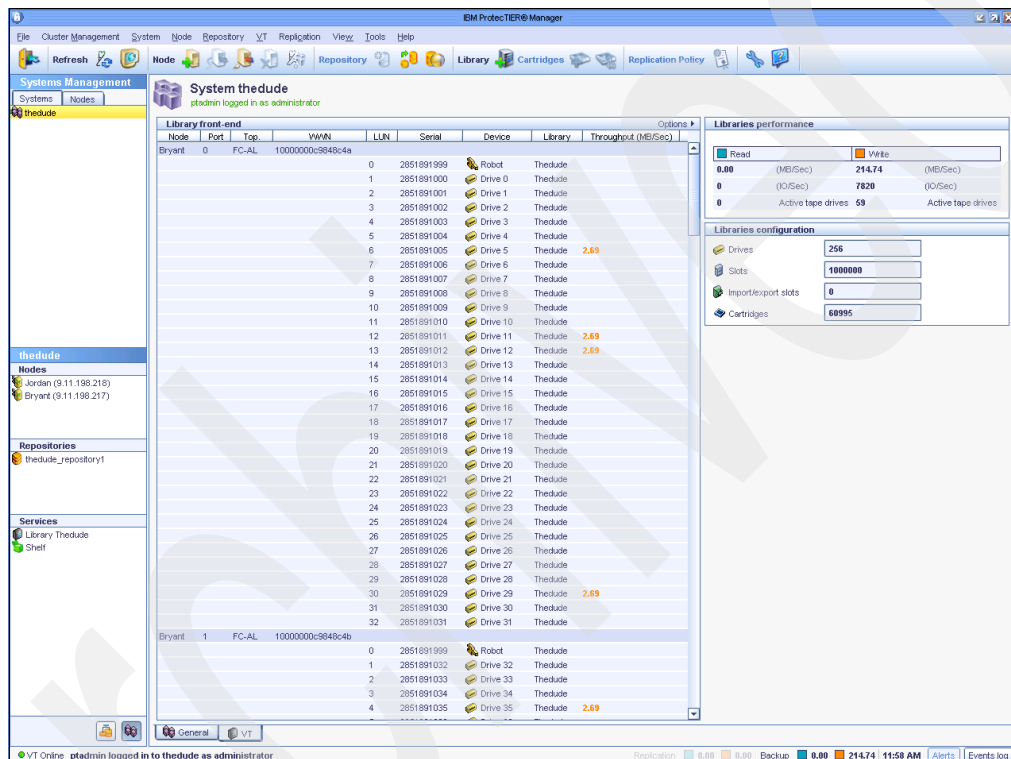 IBM ProtecTIER® Manager
File Cluster Management System Node Repository VT Replication View Tools Help
Refresh Node Repository Library Cartridges Replication Policy
Systems Management
Systems Nodes
thedude
System thedude
ptadmin logged in as administrator
Library front-end Options
Node Port Top. WWN LUN Serial Device Library Throughput (MB/Sec)
Bryant 0 FC-AL 10000000c9848c4a
0 2851891999 Robot Thedude
1 2851891000 Drive 0 Thedude
2 2851891001 Drive 1 Thedude
3 2851891002 Drive 2 Thedude
4 2851891003 Drive 3 Thedude
5 2851891004 Drive 4 Thedude
6 2851891005 Drive 5 Thedude 2.69
7 2851891006 Drive 6 Thedude
8 2851891007 Drive 7 Thedude
9 2851891008 Drive 8 Thedude
10 2851891009 Drive 9 Thedude
11 2851891010 Drive 10 Thedude
12 2851891011 Drive 11 Thedude 2.69
13 2851891012 Drive 12 Thedude 2.69
14 2851891013 Drive 13 Thedude
15 2851891014 Drive 14 Thedude
16 2851891015 Drive 15 Thedude
17 2851891016 Drive 16 Thedude
18 2851891017 Drive 17 Thedude
19 2851891018 Drive 18 Thedude
20 2851891019 Drive 19 Thedude
21 2851891020 Drive 20 Thedude
22 2851891021 Drive 21 Thedude
23 2851891022 Drive 22 Thedude
24 2851891023 Drive 23 Thedude
25 2851891024 Drive 24 Thedude
26 2851891025 Drive 25 Thedude
27 2851891026 Drive 26 Thedude
28 2851891027 Drive 27 Thedude
29 2851891028 Drive 28 Thedude
30 2851891029 Drive 29 Thedude 2.69
31 2851891030 Drive 30 Thedude
32 2851891031 Drive 31 Thedude
Bryant 1 FC-AL 10000000c9848c4b
0 2851891999 Robot Thedude
1 2851891032 Drive 32 Thedude
2 2851891033 Drive 33 Thedude
3 2851891034 Drive 34 Thedude
4 2851891035 Drive 35 Thedude 2.69
General VT
Libraries performance
Read Write
0.00 (MB/Sec) 214.74 (MB/Sec)
0 (IO/Sec) 7820 (IO/Sec)
0 Active tape drives 59 Active tape drives
Libraries configuration
Drives 256
Slots 1000000
Import/export slots 0
Cartridges 60995
thedude
Nodes
Jordan (9.11.198.218)
Bryant (9.11.198.217)
Repositories
thedude_repository1
Services
Library Thedude
Shelf
VT Online ptadmin logged in to thedude as administrator
Replication 0.00 0.00 Backup 0.00 214.74 11:58 AM Alerts Events log